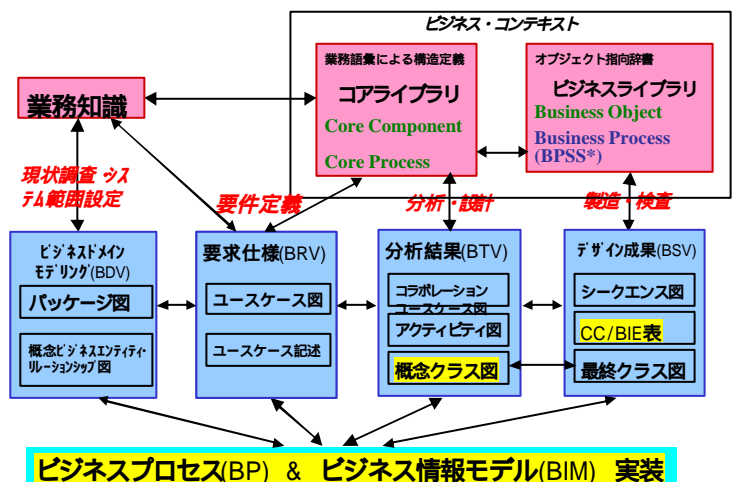 ビジネス・コンテキスト
業務語彙による構造定義
コアライブラリ
Core Component
Core Process
オブジェクト指向辞書
ビジネスライブラリ
Business Object
Business Process
(BPSS*)
業務知識
現状調査・シス
テム範囲設定
要件定義
分析・設計
製造・検査
ビジネスドメイン
モデリング(BDV)
パッケージ図
概念ビジネスエンティティ・
リレーションシップ図
要求仕様(BRV)
ユースケース図
ユースケース記述
分析結果(BTV)
コラボレーション
ユースケース図
アクティビティ図
概念クラス図
デザイン成果(BSV)
シークエンス図
CC/BIE表
最終クラス図
ビジネスプロセス(BP) & ビジネス情報モデル(BIM) 実装